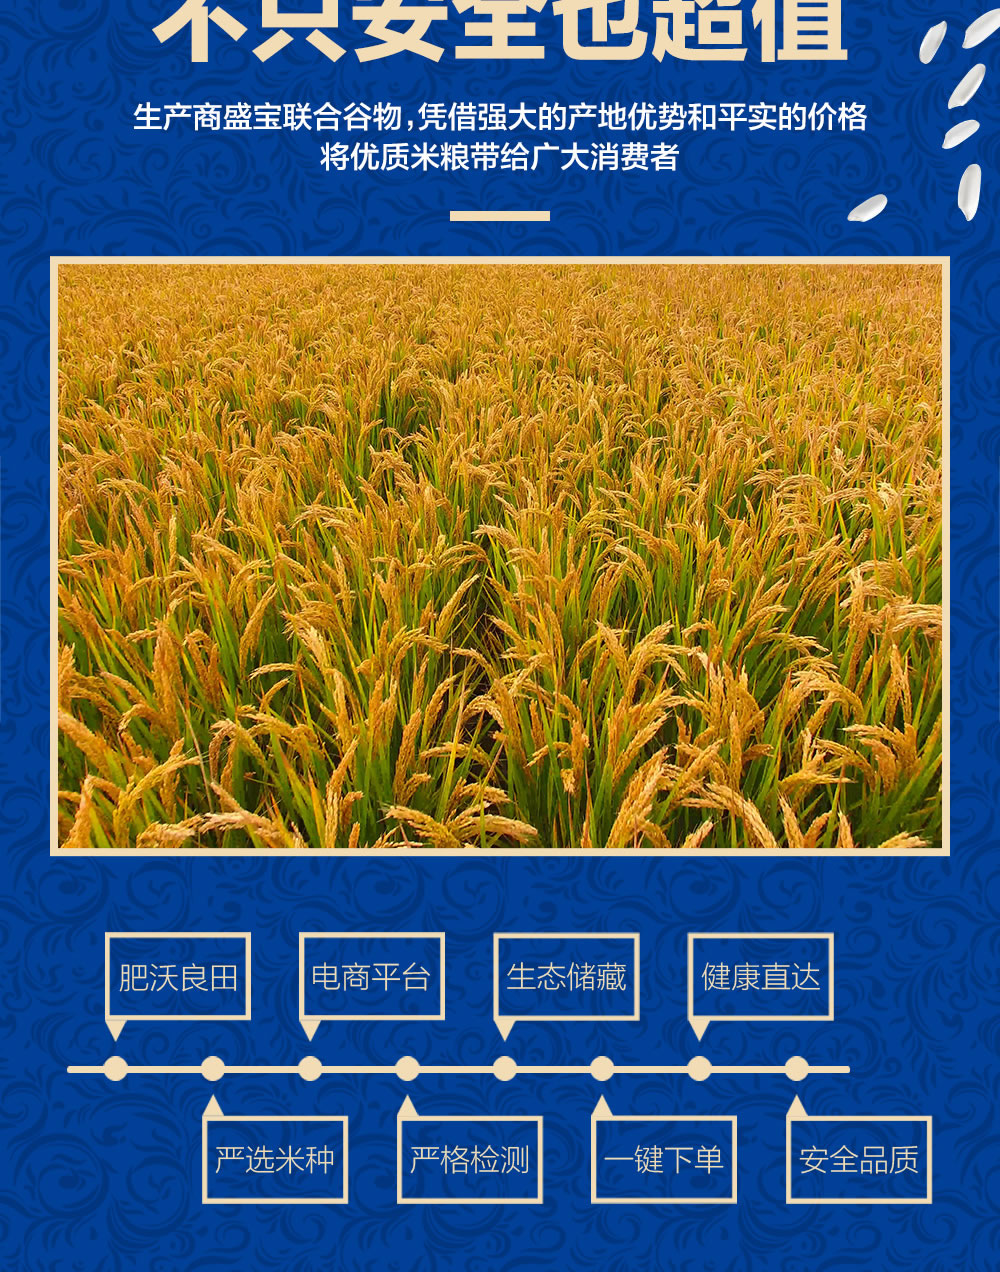 不只安全也超值
生产商盛宝联合谷物,凭借强大的产地优势和平实的价格
将优质米粮带给广大消费者
肥沃良田
电商平台
生态储藏
健康直达
严选米种
严格检测
一键下单
安全品质